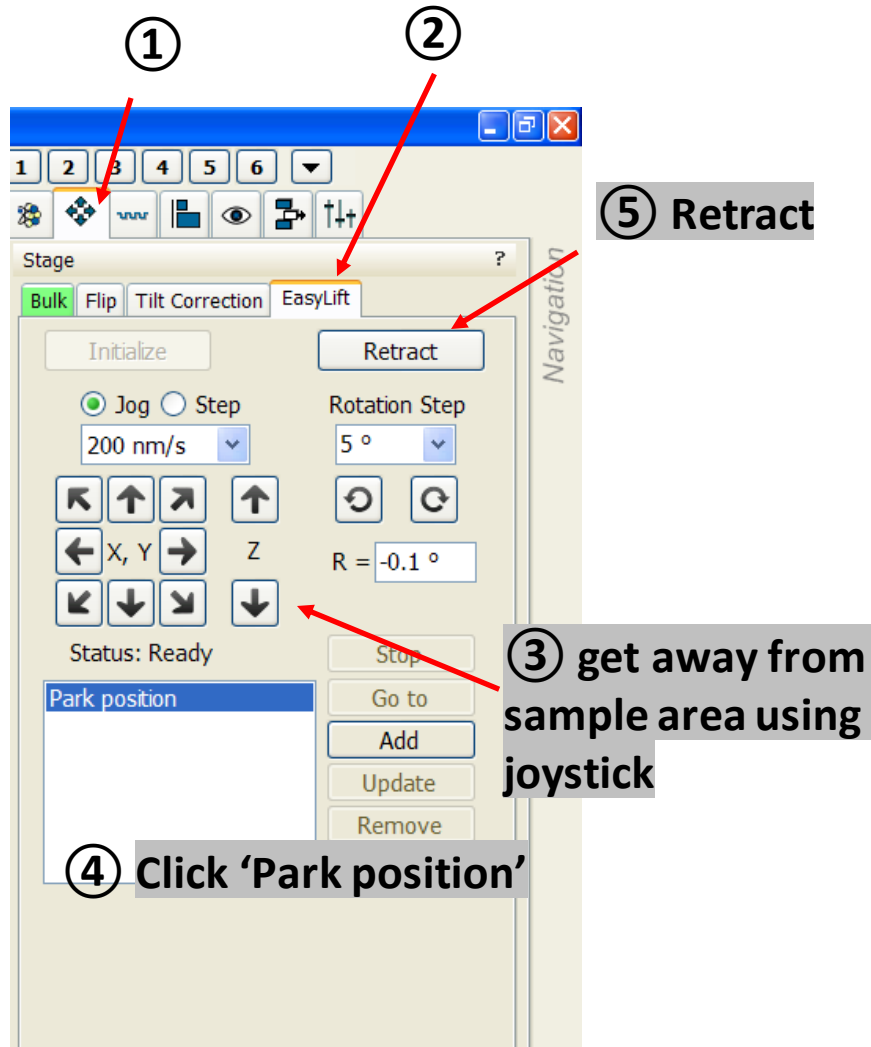 ① ②
1 2 3 4 5 6
⑤ Retract
Stage ?
Navigation
Bulk Flip Tilt Correction EasyLift
Initialize Retract
Jog Step Rotation Step
200 nm/s 5 °
X, Y Z R = -0.1 °
Status: Ready Stop
③ get away from
sample area using
joystick
Park position Go to
Add
Update
Remove
④ Click ‘Park position’